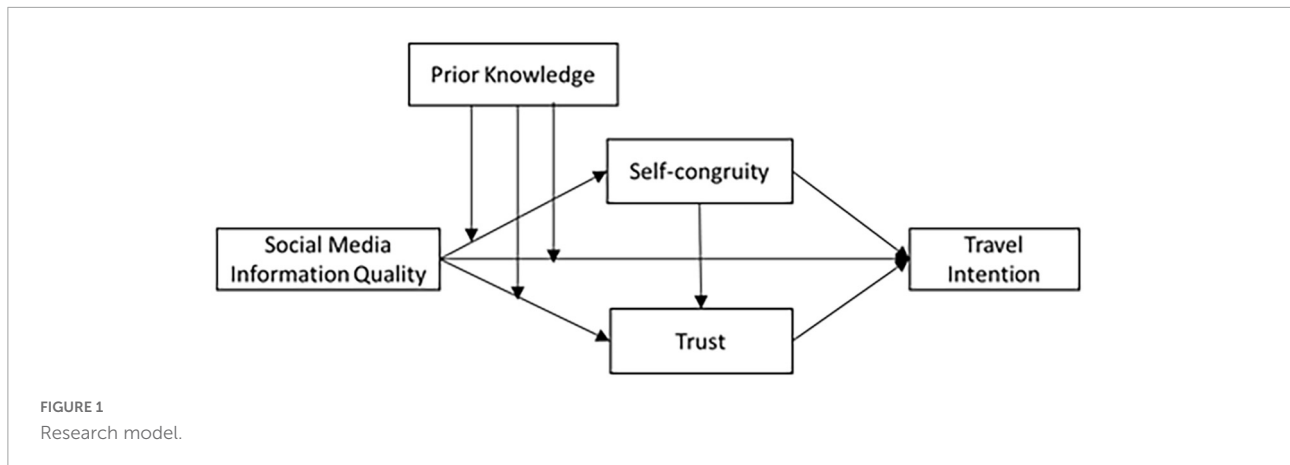 Prior Knowledge
Self-congruity
Social Media
Information Quality
Travel
Intention
Trust
FIGURE 1
Research model.